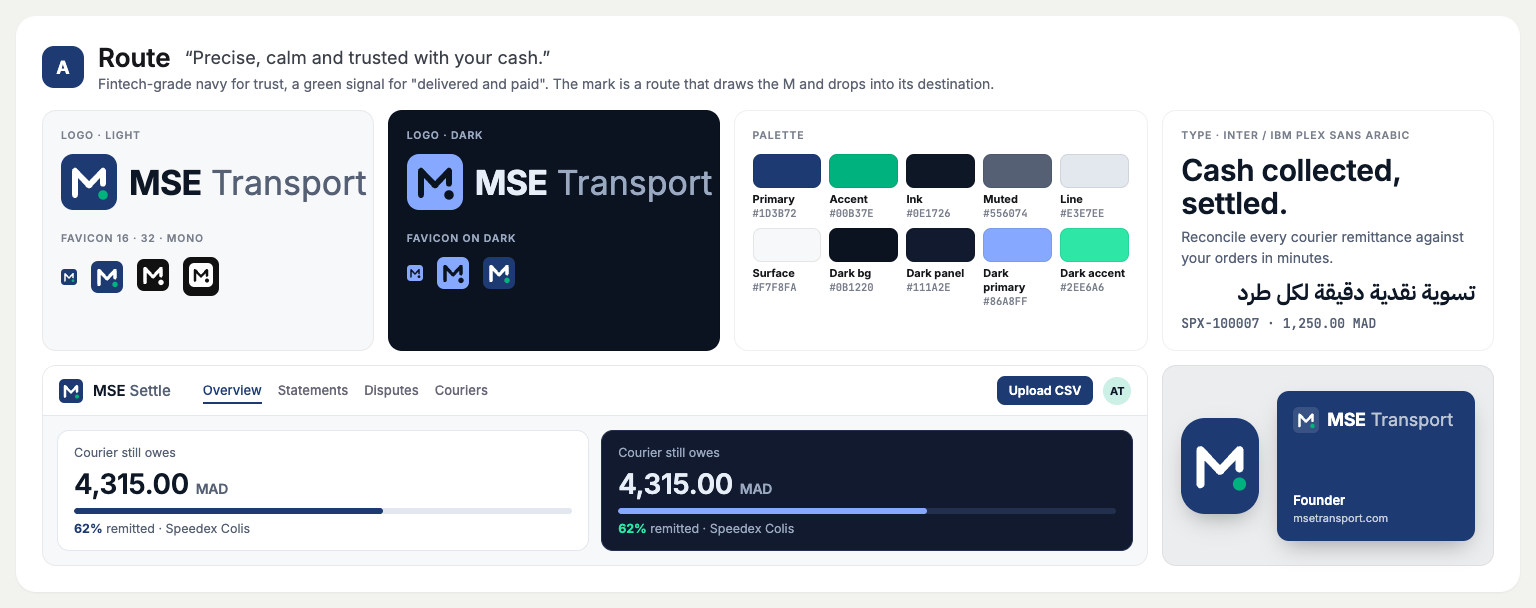 A
Route “Precise, calm and trusted with your cash.”
Fintech-grade navy for trust, a green signal for "delivered and paid". The mark is a route that draws the M and drops into its destination.
LOGO · LIGHT
MSE Transport
FAVICON 16 · 32 · MONO
LOGO · DARK
MSE Transport
FAVICON ON DARK
PALETTE
Primary
#1D3B72
Accent
#00B37E
Ink
#0E1726
Muted
#556074
Line
#E3E7EE
Surface
#F7F8FA
Dark bg
#0B1220
Dark panel
#111A2E
Dark
primary
#86A8FF
Dark accent
#2EE6A6
TYPE · INTER / IBM PLEX SANS ARABIC
Cash collected,
settled.
Reconcile every courier remittance against
your orders in minutes.
تسوية نقدية دقيقة لكل طرد
SPX-100007 · 1,250.00 MAD
MSE Settle
Overview
Statements
Disputes
Couriers
Upload CSV
AT
Courier still owes
4,315.00 MAD
62% remitted · Speedex Colis
Courier still owes
4,315.00 MAD
62% remitted · Speedex Colis
MSE Transport
Founder
msetransport.com